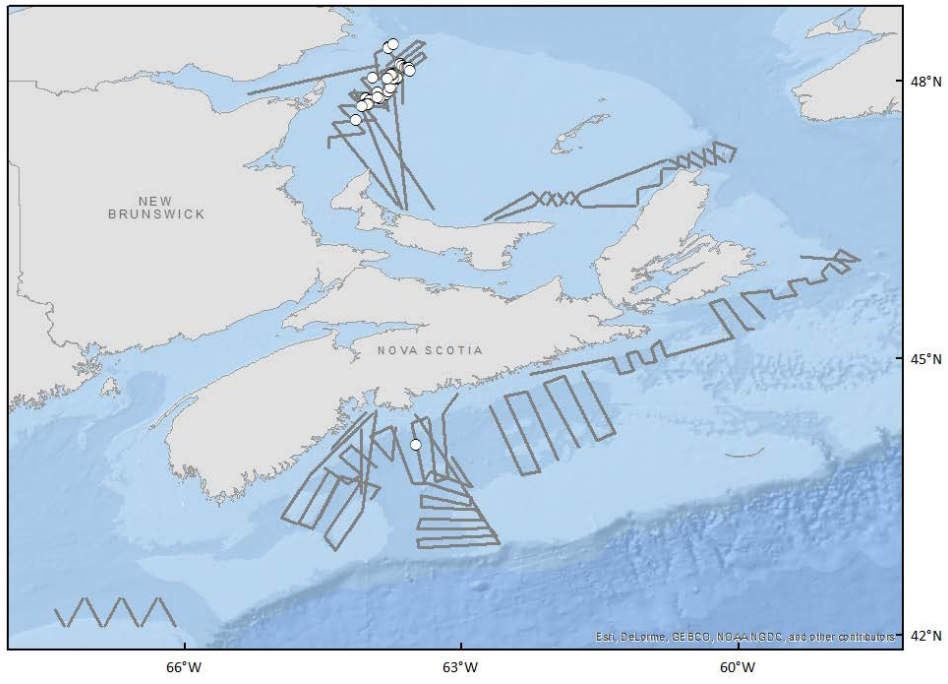 48°N
NEW
BRUNSWICK
NOVA SCOTIA
45°N
Esri, DeLorme, GEBCO, NOAA NGDC, and other contributors
42°N
66°W
63°W
60°W